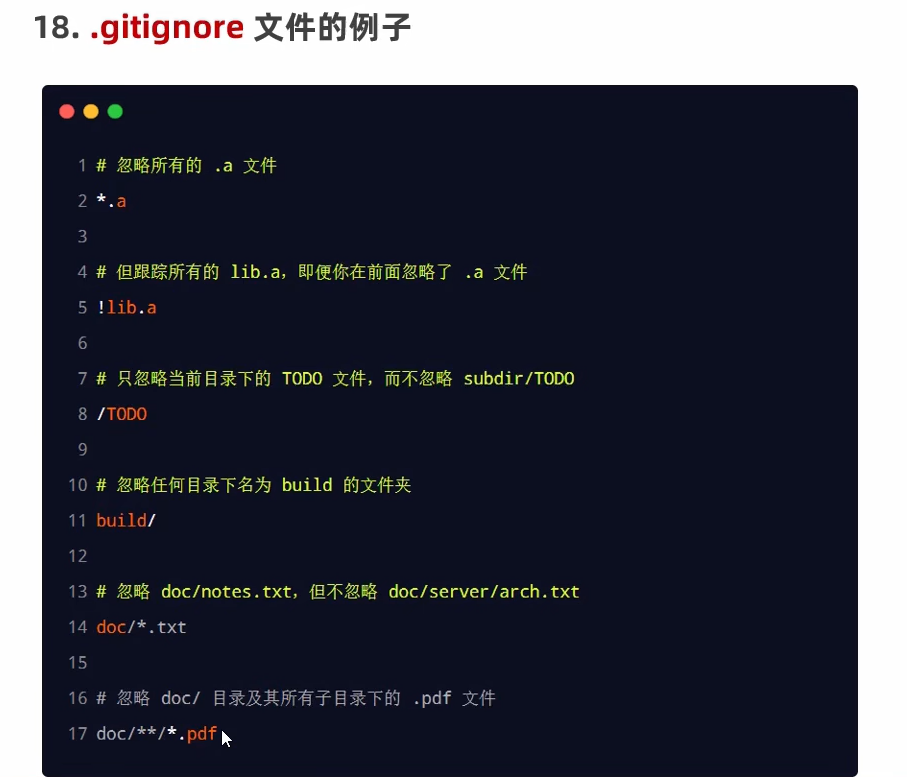 18. .gitignore 文件的例子
1 # 忽略所有的 .a 文件
2 *.a
3
4 # 但跟踪所有的 lib.a，即便你在前面忽略了 .a 文件
5 !lib.a
6
7 # 只忽略当前目录下的 TODO 文件，而不忽略 subdir/TODO
8 /TODO
9
10 # 忽略任何目录下名为 build 的文件夹
11 build/
12
13 # 忽略 doc/notes.txt，但不忽略 doc/server/arch.txt
14 doc/*.txt
15
16 # 忽略 doc/ 目录及其所有子目录下的 .pdf 文件
17 doc/**/*.pdf